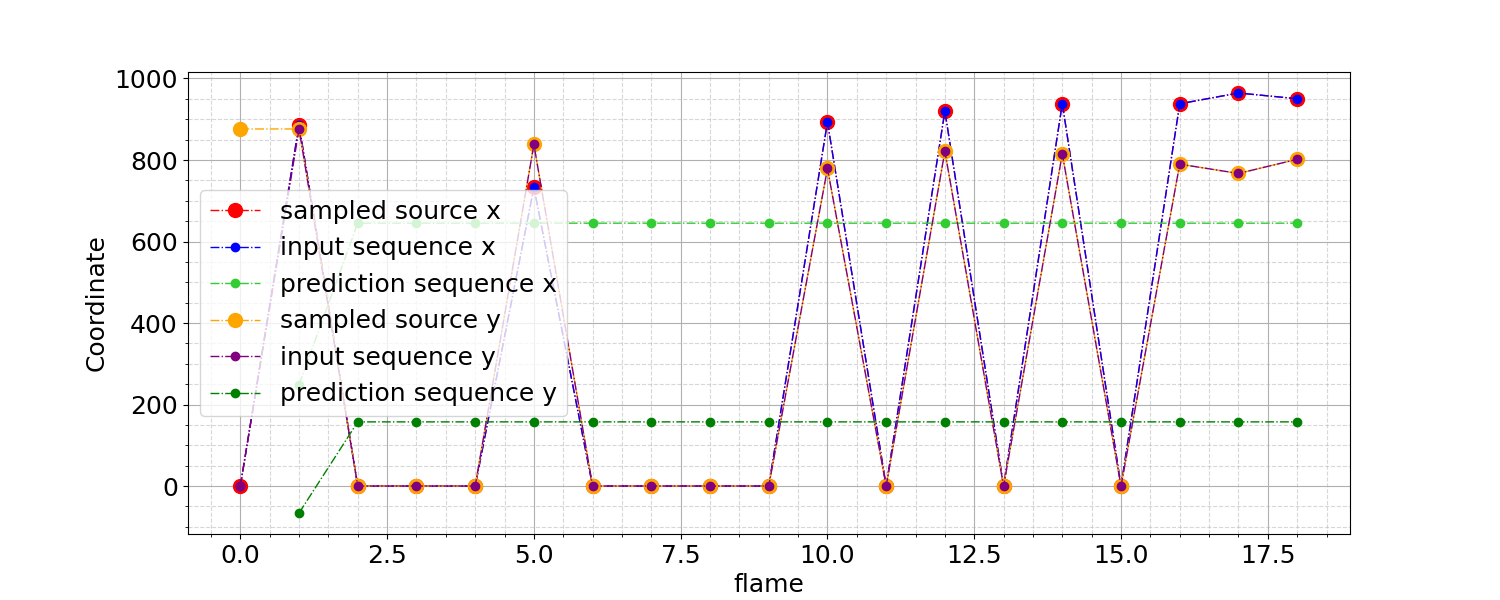 1000
800
600
400
200
0
Coordinate
sampled source x
input sequence x
prediction sequence x
sampled source y
input sequence y
prediction sequence y
0.0 2.5 5.0 7.5 10.0 12.5 15.0 17.5
flame